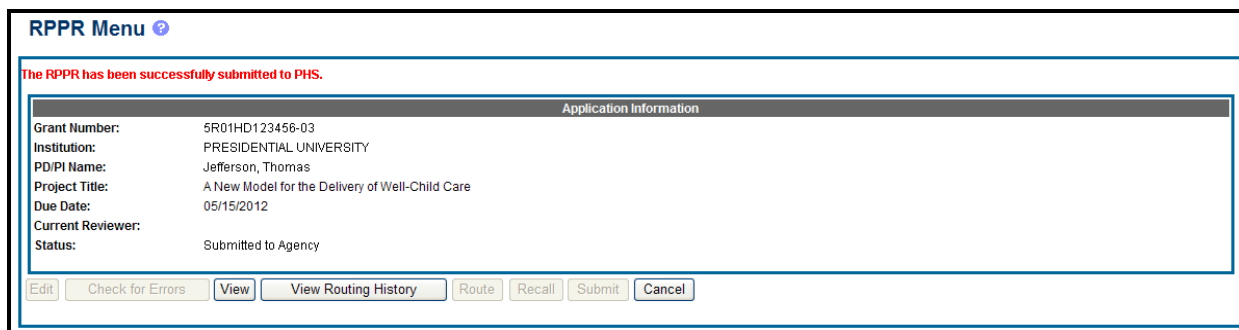 RPPR Menu ?
The RPPR has been successfully submitted to PHS.
Application Information
Grant Number: 5R01HD123456-03
Institution: PRESIDENTIAL UNIVERSITY
PD/PI Name: Jefferson, Thomas
Project Title: A New Model for the Delivery of Well-Child Care
Due Date: 05/15/2012
Current Reviewer:
Status: Submitted to Agency
Edit Check for Errors View View Routing History Route Recall Submit Cancel